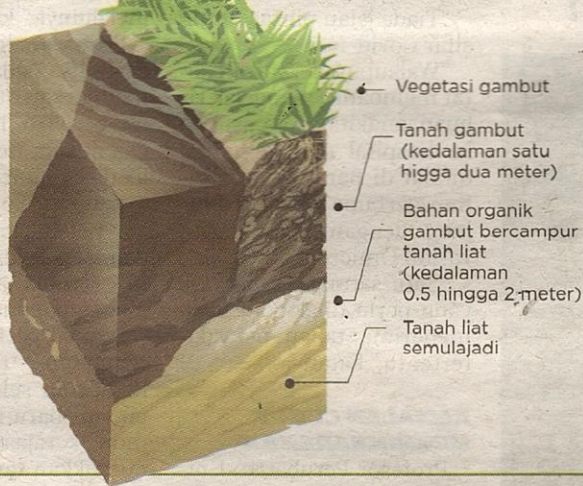 Vegetasi gambut
Tanah gambut
(kedalaman satu
higga dua meter)
Bahan organik
gambut bercampur
tanah liat
(kedalaman
0.5 hingga 2 meter)
Tanah liat
semulajadi